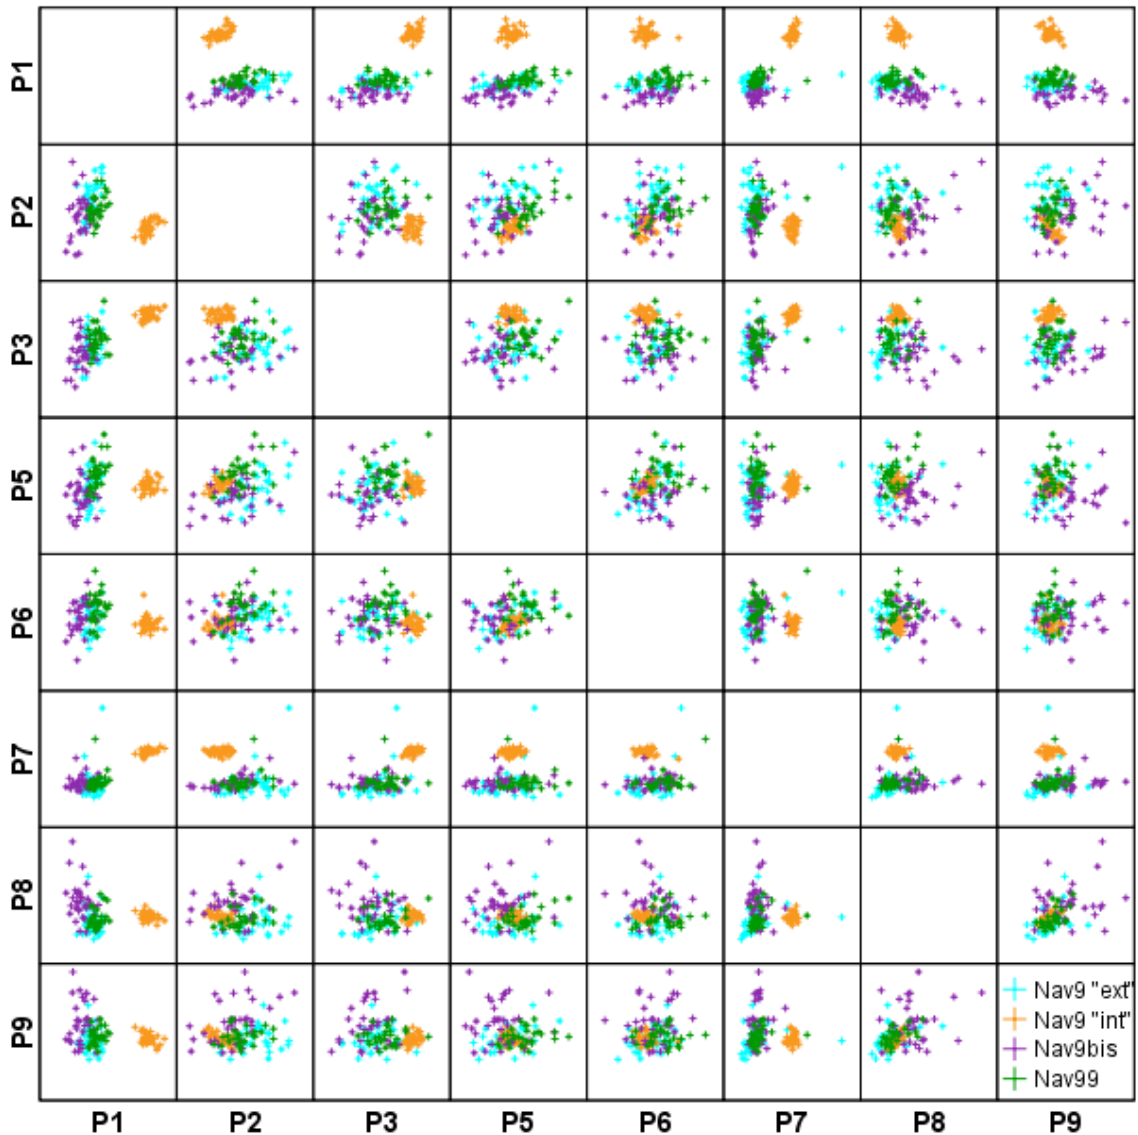 P1
P2
P3
P5
P6
P7
P8
P9
Nav9 "ext"
Nav9 "int"
Nav9bis
Nav99
P1 P2 P3 P5 P6 P7 P8 P9